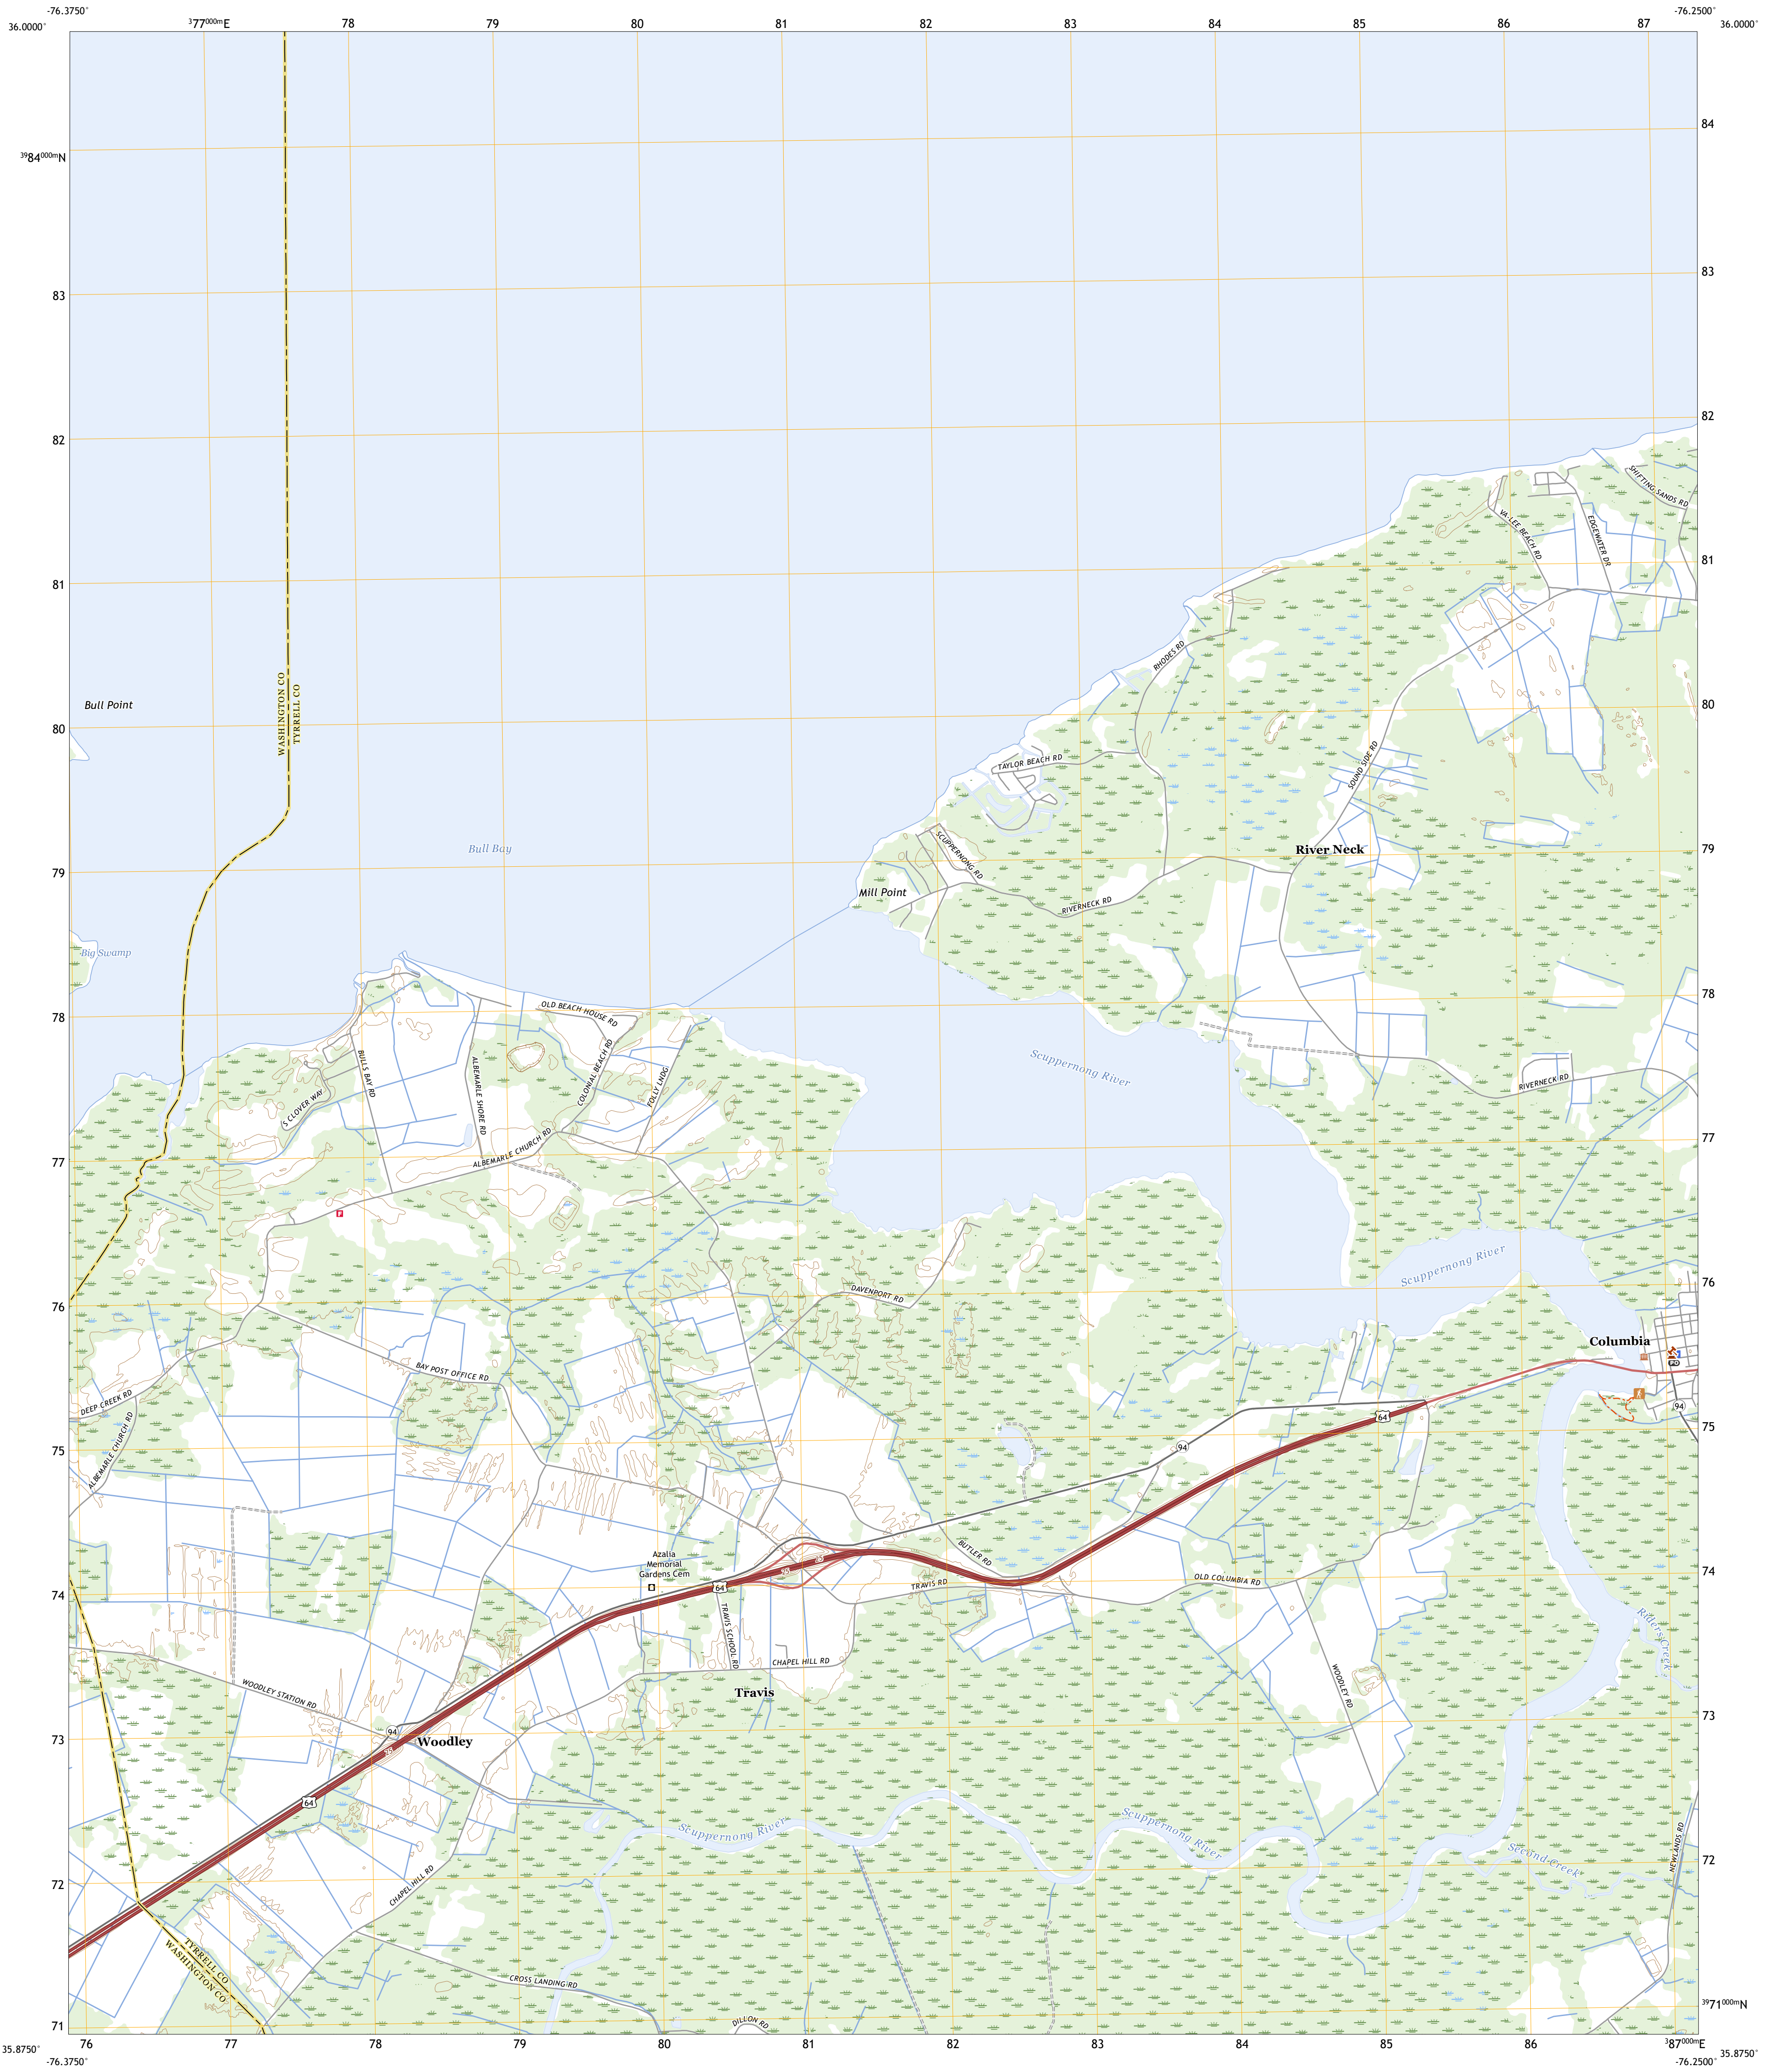 -76.3750°
-76.2500°
36.0000°
³77⁰⁰⁰ᵐE
78
79
80
81
82
83
84
85
86
87
36.0000°
84
³⁹84⁰⁰⁰ᵐN
83
83
82
82
SHIFTING SANDS RD
VA-LEE BEACH RD
EDGEWATER DR
81
81
RHODES RD
WASHINGTON CO
TYRRELL CO
Bull Point
80
80
TAYLOR BEACH RD
SOUND SIDE RD
Bull Bay
SCUPPERNONG RD
River Neck
79
79
Mill Point
RIVERNECK RD
Big Swamp
78
78
OLD BEACH HOUSE RD
BULLS BAY RD
ALBEMARLE SHORE RD
COLONIAL BEACH RD
FOLLY LNDG
Scuppernong River
S CLOVER WAY
RIVERNECK RD
77
77
ALBEMARLE CHURCH RD
F
Scuppernong River
76
76
DAVENPORT RD
Columbia
PO
BAY POST OFFICE RD
DEEP CREEK RD
ALBEMARLE CHURCH RD
64
94
75
75
94
Azalia
Memorial
Gardens Cem
BUTLER RD
25
25
64
TRAVIS RD
OLD COLUMBIA RD
74
74
TRAVIS SCHOOL RD
Riders Creek
CHAPEL HILL RD
WOODLEY STATION RD
WOODLEY RD
Travis
94
73
73
Woodley
25
64
Scuppernong River
Scuppernong River
Second Creek
NEWLANDS RD
72
72
CHAPEL HILL RD
TYRRELL CO
WASHINGTON CO
CROSS LANDING RD
DILLON RD
71
³⁹71⁰⁰⁰ᵐN
35.8750°
76
77
78
79
80
81
82
83
84
85
86
³87⁰⁰⁰ᵐE
35.8750°
-76.3750°
-76.2500°